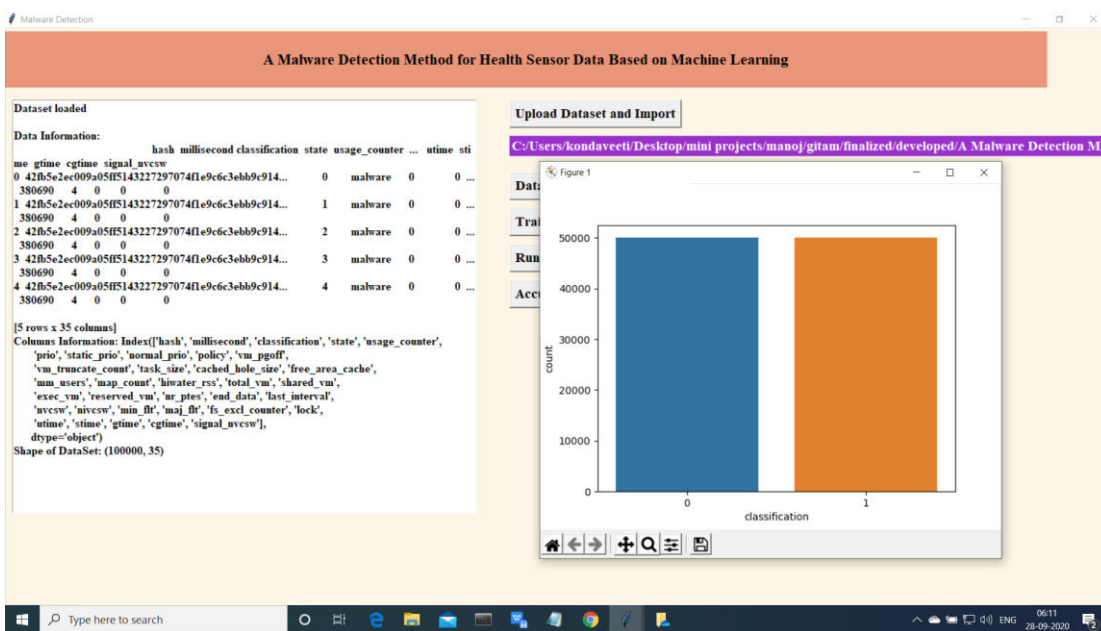 Malware Detection
A Malware Detection Method for Health Sensor Data Based on Machine Learning
Dataset loaded
Data Information:
hash millisecond classification state usage_counter ... utime sti
me gtime cgtime signal_nvcsw
0 42fb5e2ec009a05ff5143227297074f1e9c6c3ebb9c914... 0 malware 0 0 ...
380690 4 0 0 0
1 42fb5e2ec009a05ff5143227297074f1e9c6c3ebb9c914... 1 malware 0 0 ...
380690 4 0 0 0
2 42fb5e2ec009a05ff5143227297074f1e9c6c3ebb9c914... 2 malware 0 0 ...
380690 4 0 0 0
3 42fb5e2ec009a05ff5143227297074f1e9c6c3ebb9c914... 3 malware 0 0 ...
380690 4 0 0 0
4 42fb5e2ec009a05ff5143227297074f1e9c6c3ebb9c914... 4 malware 0 0 ...
380690 4 0 0 0
[5 rows x 35 columns]
Columns Information: Index(['hash', 'millisecond', 'classification', 'state', 'usage_counter',
'prio', 'static_prio', 'normal_prio', 'policy', 'vm_pgoff',
'vm_truncate_count', 'task_size', 'cached_hole_size', 'free_area_cache',
'mm_users', 'map_count', 'hiwater_rss', 'total_vm', 'shared_vm',
'exec_vm', 'reserved_vm', 'nr_ptes', 'end_data', 'last_interval',
'nvcsw', 'nivcsw', 'min_flt', 'maj_flt', 'fs_excl_counter', 'lock',
'utime', 'stime', 'gtime', 'cgtime', 'signal_nvcsw'],
dtype='object')
Shape of DataSet: (100000, 35)
Upload Dataset and Import
C:/Users/kondaveeti/Desktop/mini projects/manoj/gitam/finalized/developed/A Malware Detection M
Data
Trai
Run
Accu
Figure 1
50000
40000
30000
20000
10000
0
count
0 1
classification
Type here to search
ENG
06:11
28-09-2020
2